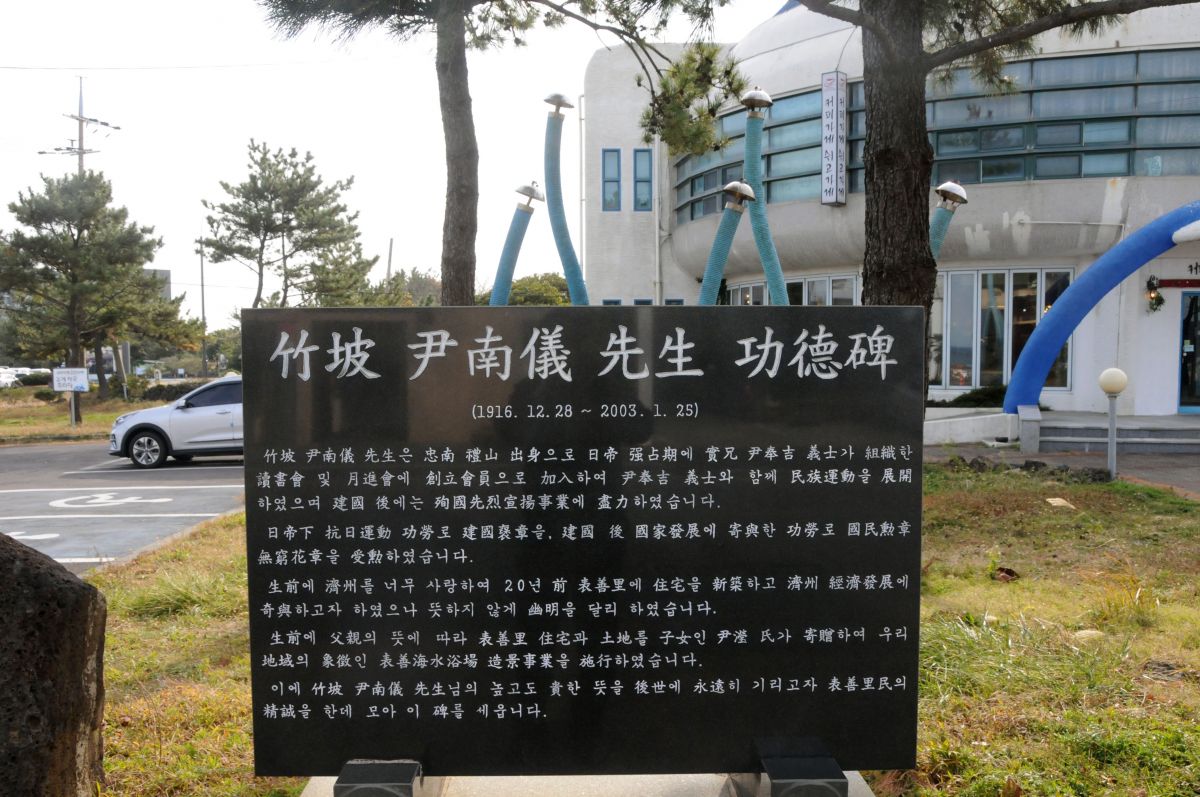 竹坡 尹南儀 先生 功德碑
(1916. 12. 28 ~ 2003. 1. 25)
竹坡 尹南儀 先生은 忠南 禮山 出身으로 日帝 强占期에 實兄 尹奉吉 義士가 組織한
讀書會 및 月進會에 創立會員으로 加入하여 尹奉吉 義士와 함께 民族運動을 展開
하였으며 建國 後에는 殉國先烈宣揚事業에 盡力하였습니다.
日帝下 抗日運動 功勞로 建國褒章을, 建國 後 國家發展에 寄與한 功勞로 國民勳章
無窮花章을 受勳하였습니다.
生前에 濟州를 너무 사랑하여 20년 前 表善里에 住宅을 新築하고 濟州 經濟發展에
奇與하고자 하였으나 뜻하지 않게 幽明을 달리 하였습니다.
生前에 父親의 뜻에 따라 表善里 住宅과 土地를 子女인 尹瀅 氏가 寄贈하여 우리
地域의 象徵인 表善海水浴場 造景事業을 施行하였습니다.
이에 竹坡 尹南儀 先生님의 높고도 貴한 뜻을 後世에 永遠히 기리고자 表善里民의
精誠을 한데 모아 이 碑를 세웁니다.